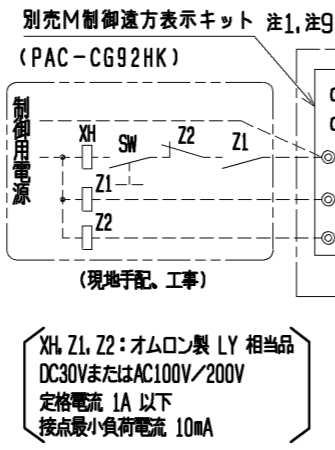 別売M制御遠方表示キット 注1,注9
(PAC-CG92HK)
制御用電源
XH
SW
Z2
Z1
Z1
Z2
(現地手配、工事)
XH, Z1, Z2：オムロン製 LY 相当品
DC30VまたはAC100V／200V
定格電流 1A 以下
接点最小負荷電流 10mA